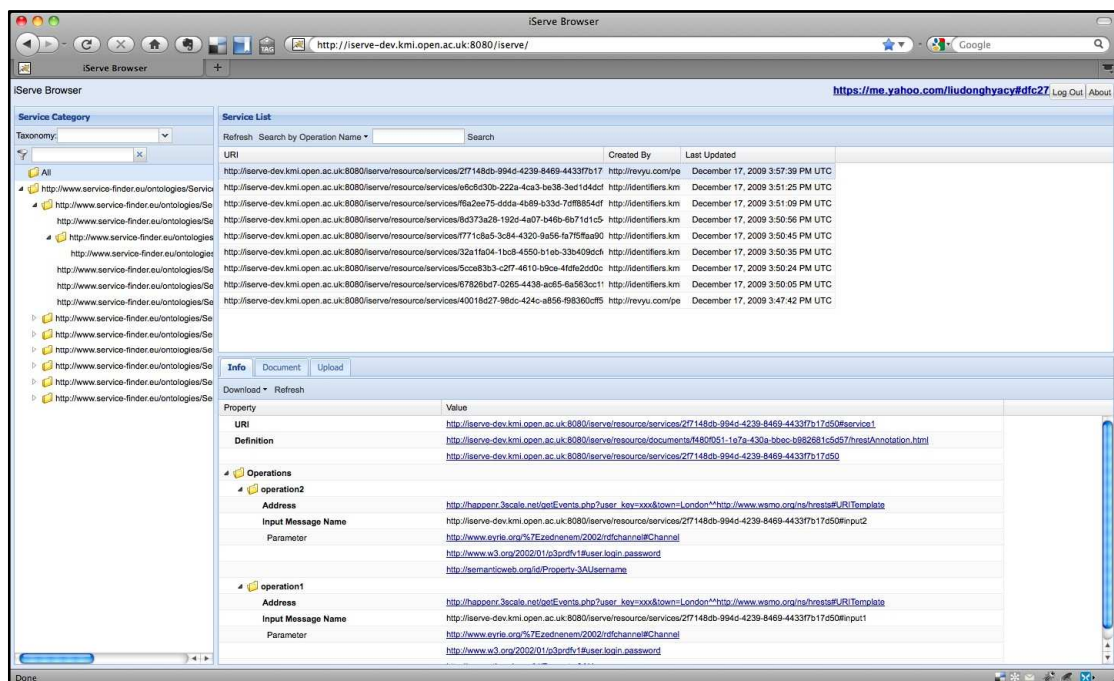 iServe Browser
TAG http://iserve-dev.kmi.open.ac.uk:8080/iserve/ Google
iServe Browser
iServe Browser https://me.yahoo.com/liudonghyacy#dfc27 Log Out About
Service Category
Taxonomy:
All
http://www.service-finder.eu/ontologies/Servic
http://www.service-finder.eu/ontologies/Se
http://www.service-finder.eu/ontologies/Se
http://www.service-finder.eu/ontologies
http://www.service-finder.eu/ontologies
http://www.service-finder.eu/ontologies/Se
http://www.service-finder.eu/ontologies/Se
http://www.service-finder.eu/ontologies/Se
http://www.service-finder.eu/ontologies/Se
http://www.service-finder.eu/ontologies/Se
http://www.service-finder.eu/ontologies/Se
http://www.service-finder.eu/ontologies/Se
http://www.service-finder.eu/ontologies/Se
http://www.service-finder.eu/ontologies/Se
Service List
Refresh Search by Operation Name Search
URI Created By Last Updated
http://iserve-dev.kmi.open.ac.uk:8080/iserve/resource/services/2f7148db-994d-4239-8469-4433f7b17 http://revyu.com/pe December 17, 2009 3:57:39 PM UTC
http://iserve-dev.kmi.open.ac.uk:8080/iserve/resource/services/e6c6d30b-222a-4ca3-be38-3ed1d4dcf http://identifiers.km December 17, 2009 3:51:25 PM UTC
http://iserve-dev.kmi.open.ac.uk:8080/iserve/resource/services/f6a2ee75-ddda-4b89-b33d-7dff8854df http://identifiers.km December 17, 2009 3:51:09 PM UTC
http://iserve-dev.kmi.open.ac.uk:8080/iserve/resource/services/8d373a28-192d-4a07-b46b-6b71d1c5 http://identifiers.km December 17, 2009 3:50:56 PM UTC
http://iserve-dev.kmi.open.ac.uk:8080/iserve/resource/services/f771c8a5-3c84-4320-9a56-fa7f5ffaa90 http://identifiers.km December 17, 2009 3:50:45 PM UTC
http://iserve-dev.kmi.open.ac.uk:8080/iserve/resource/services/32a1fa04-1bc8-4550-b1eb-33b409dcf http://identifiers.km December 17, 2009 3:50:35 PM UTC
http://iserve-dev.kmi.open.ac.uk:8080/iserve/resource/services/5cce83b3-c2f7-4610-b9ce-4fdfe2dd0c http://identifiers.km December 17, 2009 3:50:24 PM UTC
http://iserve-dev.kmi.open.ac.uk:8080/iserve/resource/services/67826bd7-0265-4438-ac65-6a563cc11 http://identifiers.km December 17, 2009 3:50:05 PM UTC
http://iserve-dev.kmi.open.ac.uk:8080/iserve/resource/services/40018d27-98dc-424c-a856-f98360cff5 http://revyu.com/pe December 17, 2009 3:47:42 PM UTC
Info Document Upload
Download Refresh
Property Value
URI http://iserve-dev.kmi.open.ac.uk:8080/iserve/resource/services/2f7148db-994d-4239-8469-4433f7b17d50#service1
Definition http://iserve-dev.kmi.open.ac.uk:8080/iserve/resource/documents/f480f051-1e7a-430a-bbec-b982681c5d57/hrestAnnotation.html
http://iserve-dev.kmi.open.ac.uk:8080/iserve/resource/services/2f7148db-994d-4239-8469-4433f7b17d50
Operations
operation2
Address http://happenr.3scale.net/getEvents.php?user_key=xxx&town=London^^http://www.wsmo.org/ns/hrests#URITemplate
Input Message Name http://iserve-dev.kmi.open.ac.uk:8080/iserve/resource/services/2f7148db-994d-4239-8469-4433f7b17d50#input2
Parameter http://www.eyrie.org/%7Ezednenem/2002/rdfchannel#Channel
http://www.w3.org/2002/01/p3prdfv1#user.login.password
http://semanticweb.org/id/Property-3AUsername
operation1
Address http://happenr.3scale.net/getEvents.php?user_key=xxx&town=London^^http://www.wsmo.org/ns/hrests#URITemplate
Input Message Name http://iserve-dev.kmi.open.ac.uk:8080/iserve/resource/services/2f7148db-994d-4239-8469-4433f7b17d50#input1
Parameter http://www.eyrie.org/%7Ezednenem/2002/rdfchannel#Channel
http://www.w3.org/2002/01/p3prdfv1#user.login.password
Done